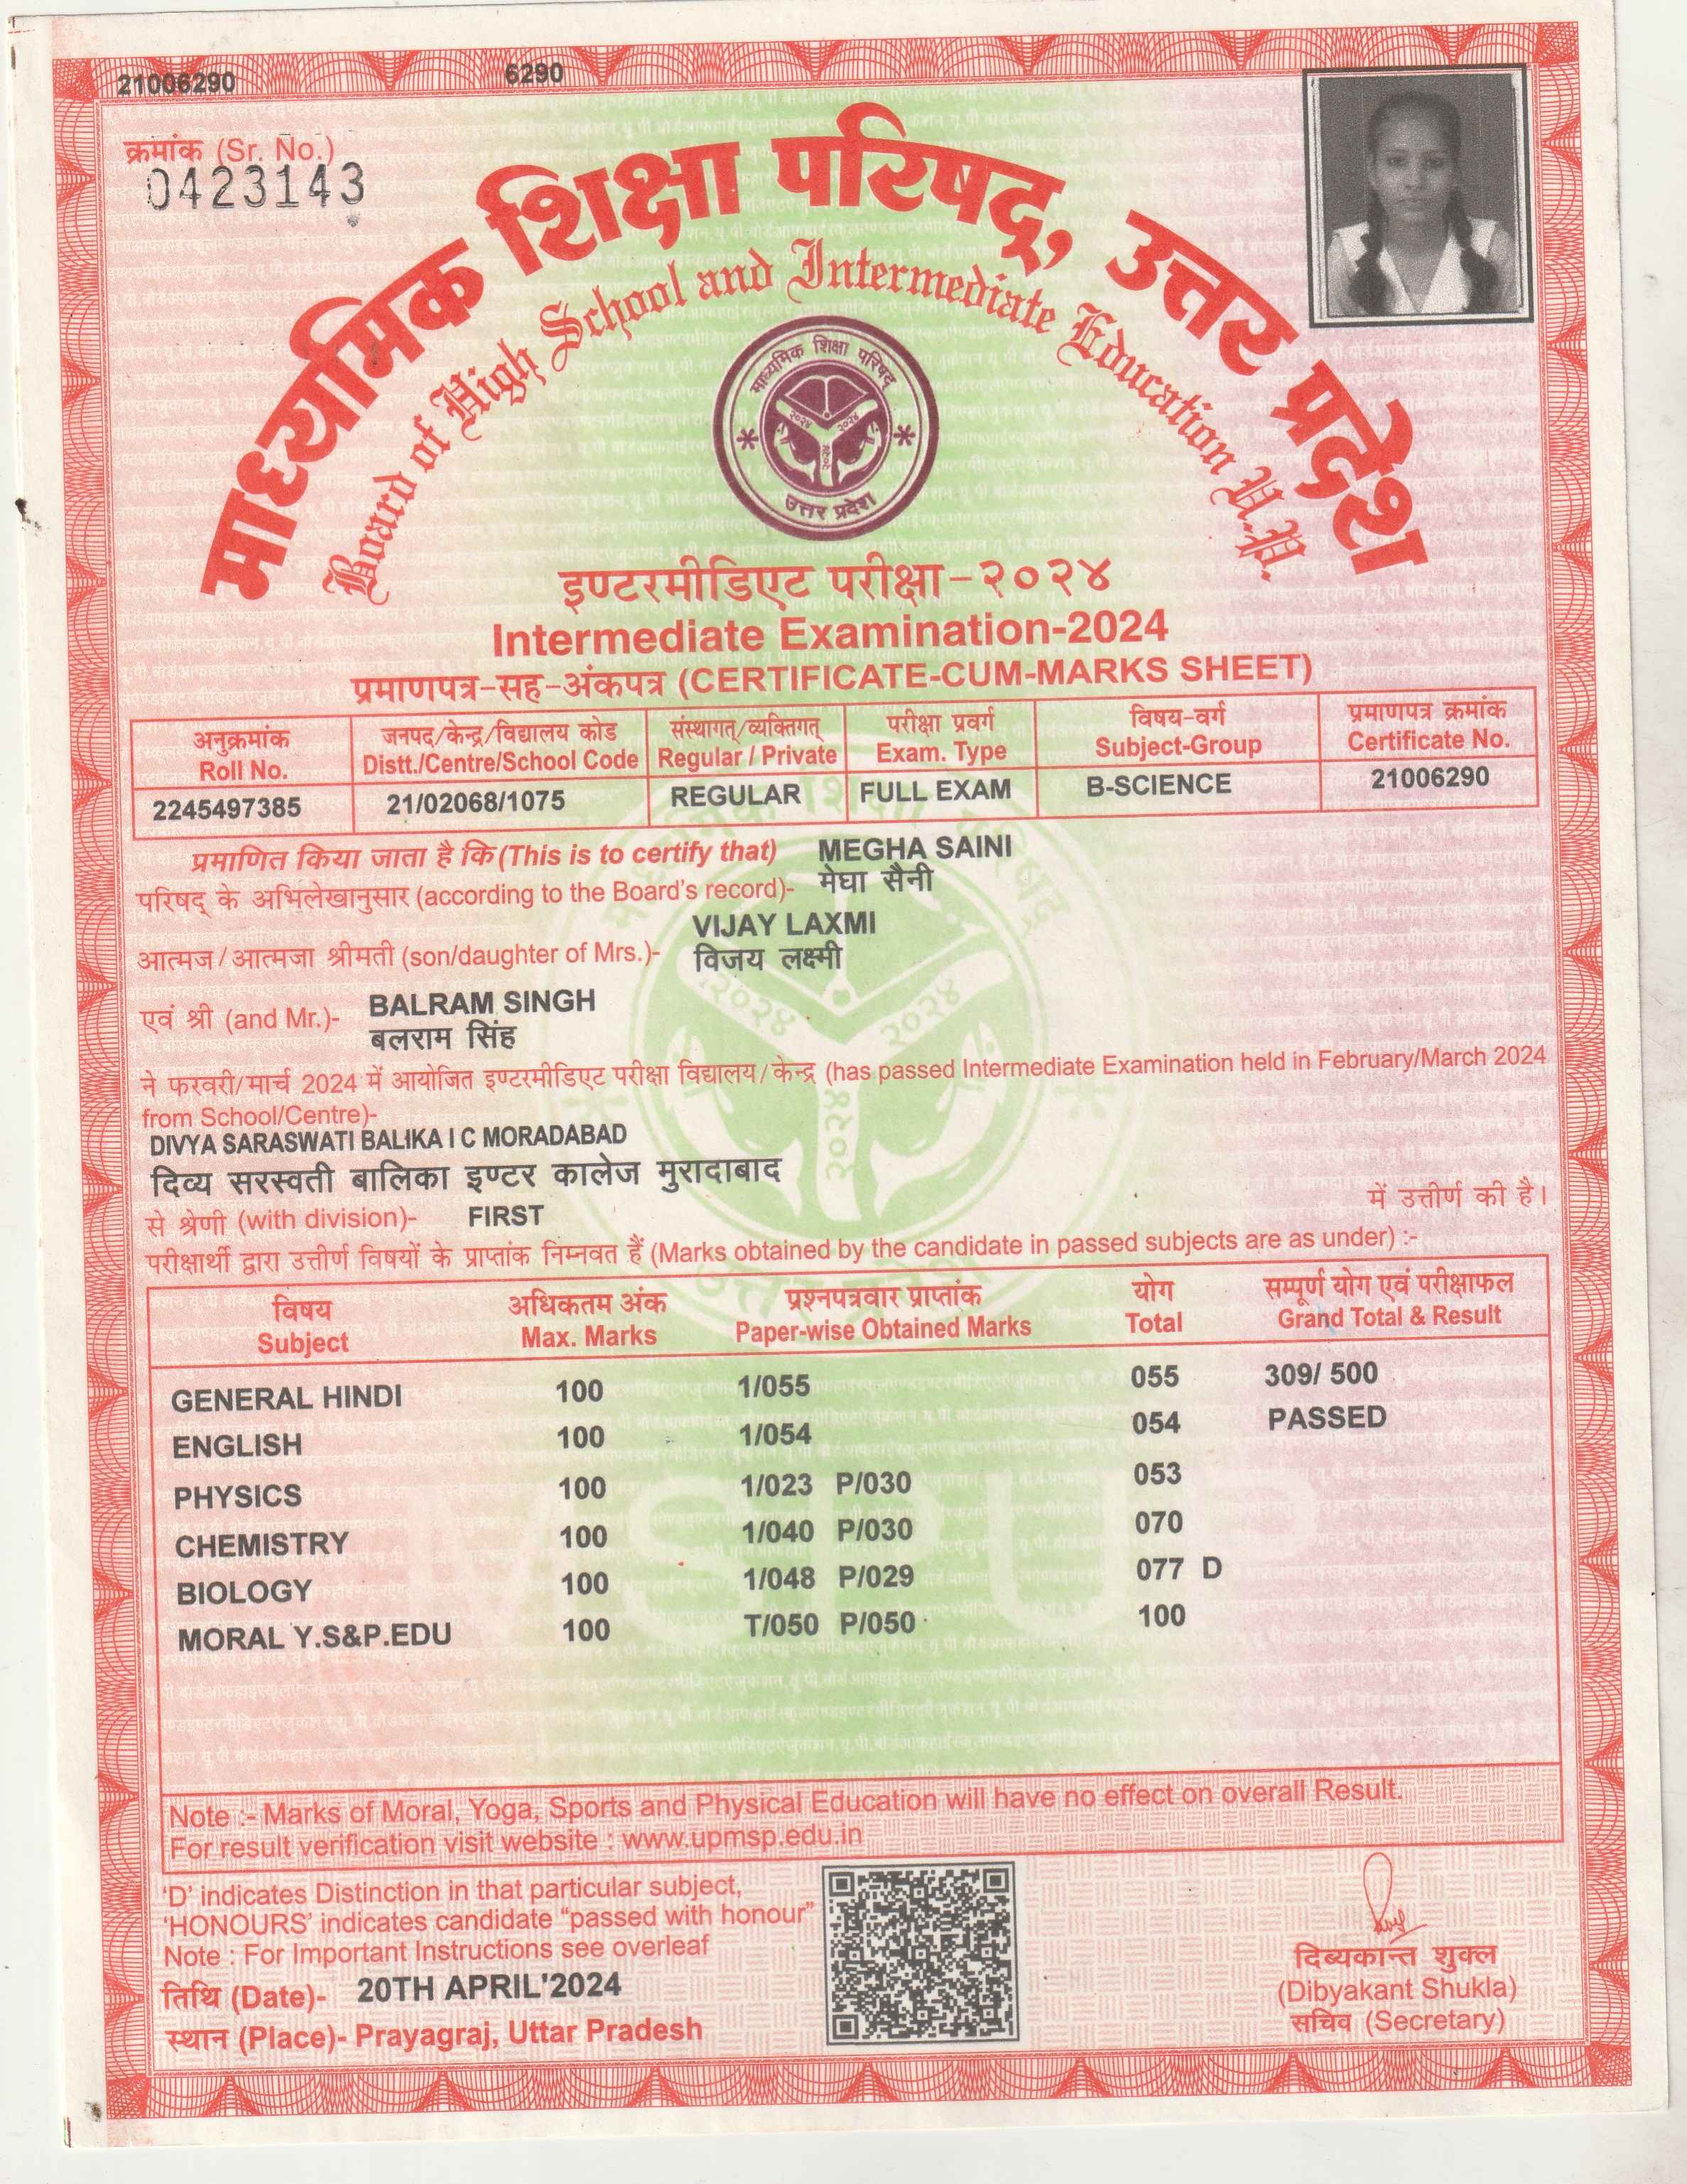 21006290 6290
क्रमांक (Sr. No.)
0423143
माध्यमिक शिक्षा परिषद्, उत्तर प्रदेश
Board of High School and Intermediate Education U.P.
माध्यमिक शिक्षा परिषद्
२०२४ २०२४
२०२४
उत्तर प्रदेश
इण्टरमीडिएट परीक्षा-२०२४
Intermediate Examination-2024
प्रमाणपत्र-सह-अंकपत्र (CERTIFICATE-CUM-MARKS SHEET)
अनुक्रमांक जनपद/केन्द्र/विद्यालय कोड संस्थागत्/व्यक्तिगत् परीक्षा प्रवर्ग विषय-वर्ग प्रमाणपत्र क्रमांक
Roll No. Distt./Centre/School Code Regular / Private Exam. Type Subject-Group Certificate No.
2245497385 21/02068/1075 REGULAR FULL EXAM B-SCIENCE 21006290
प्रमाणित किया जाता है कि (This is to certify that) MEGHA SAINI
परिषद् के अभिलेखानुसार (according to the Board's record)- मेघा सैनी
VIJAY LAXMI
आत्मज/आत्मजा श्रीमती (son/daughter of Mrs.)- विजय लक्ष्मी
BALRAM SINGH
एवं श्री (and Mr.)- बलराम सिंह
ने फरवरी/मार्च 2024 में आयोजित इण्टरमीडिएट परीक्षा विद्यालय/केन्द्र (has passed Intermediate Examination held in February/March 2024
from School/Centre)-
DIVYA SARASWATI BALIKA I C MORADABAD
दिव्य सरस्वती बालिका इण्टर कालेज मुरादाबाद
से श्रेणी (with division)- FIRST में उत्तीर्ण की है।
परीक्षार्थी द्वारा उत्तीर्ण विषयों के प्राप्तांक निम्नवत हैं (Marks obtained by the candidate in passed subjects are as under) :-
विषय अधिकतम अंक प्रश्नपत्रवार प्राप्तांक योग सम्पूर्ण योग एवं परीक्षाफल
Subject Max. Marks Paper-wise Obtained Marks Total Grand Total & Result
GENERAL HINDI 100 1/055 055 309/ 500
ENGLISH 100 1/054 054 PASSED
PHYSICS 100 1/023 P/030 053
CHEMISTRY 100 1/040 P/030 070
BIOLOGY 100 1/048 P/029 077 D
MORAL Y.S&P.EDU 100 T/050 P/050 100
Note :- Marks of Moral, Yoga, Sports and Physical Education will have no effect on overall Result.
For result verification visit website : www.upmsp.edu.in
'D' indicates Distinction in that particular subject,
'HONOURS' indicates candidate "passed with honour"
Note : For Important Instructions see overleaf
तिथि (Date)- 20TH APRIL'2024
स्थान (Place)- Prayagraj, Uttar Pradesh
दिब्यकान्त शुक्ल
(Dibyakant Shukla)
सचिव (Secretary)